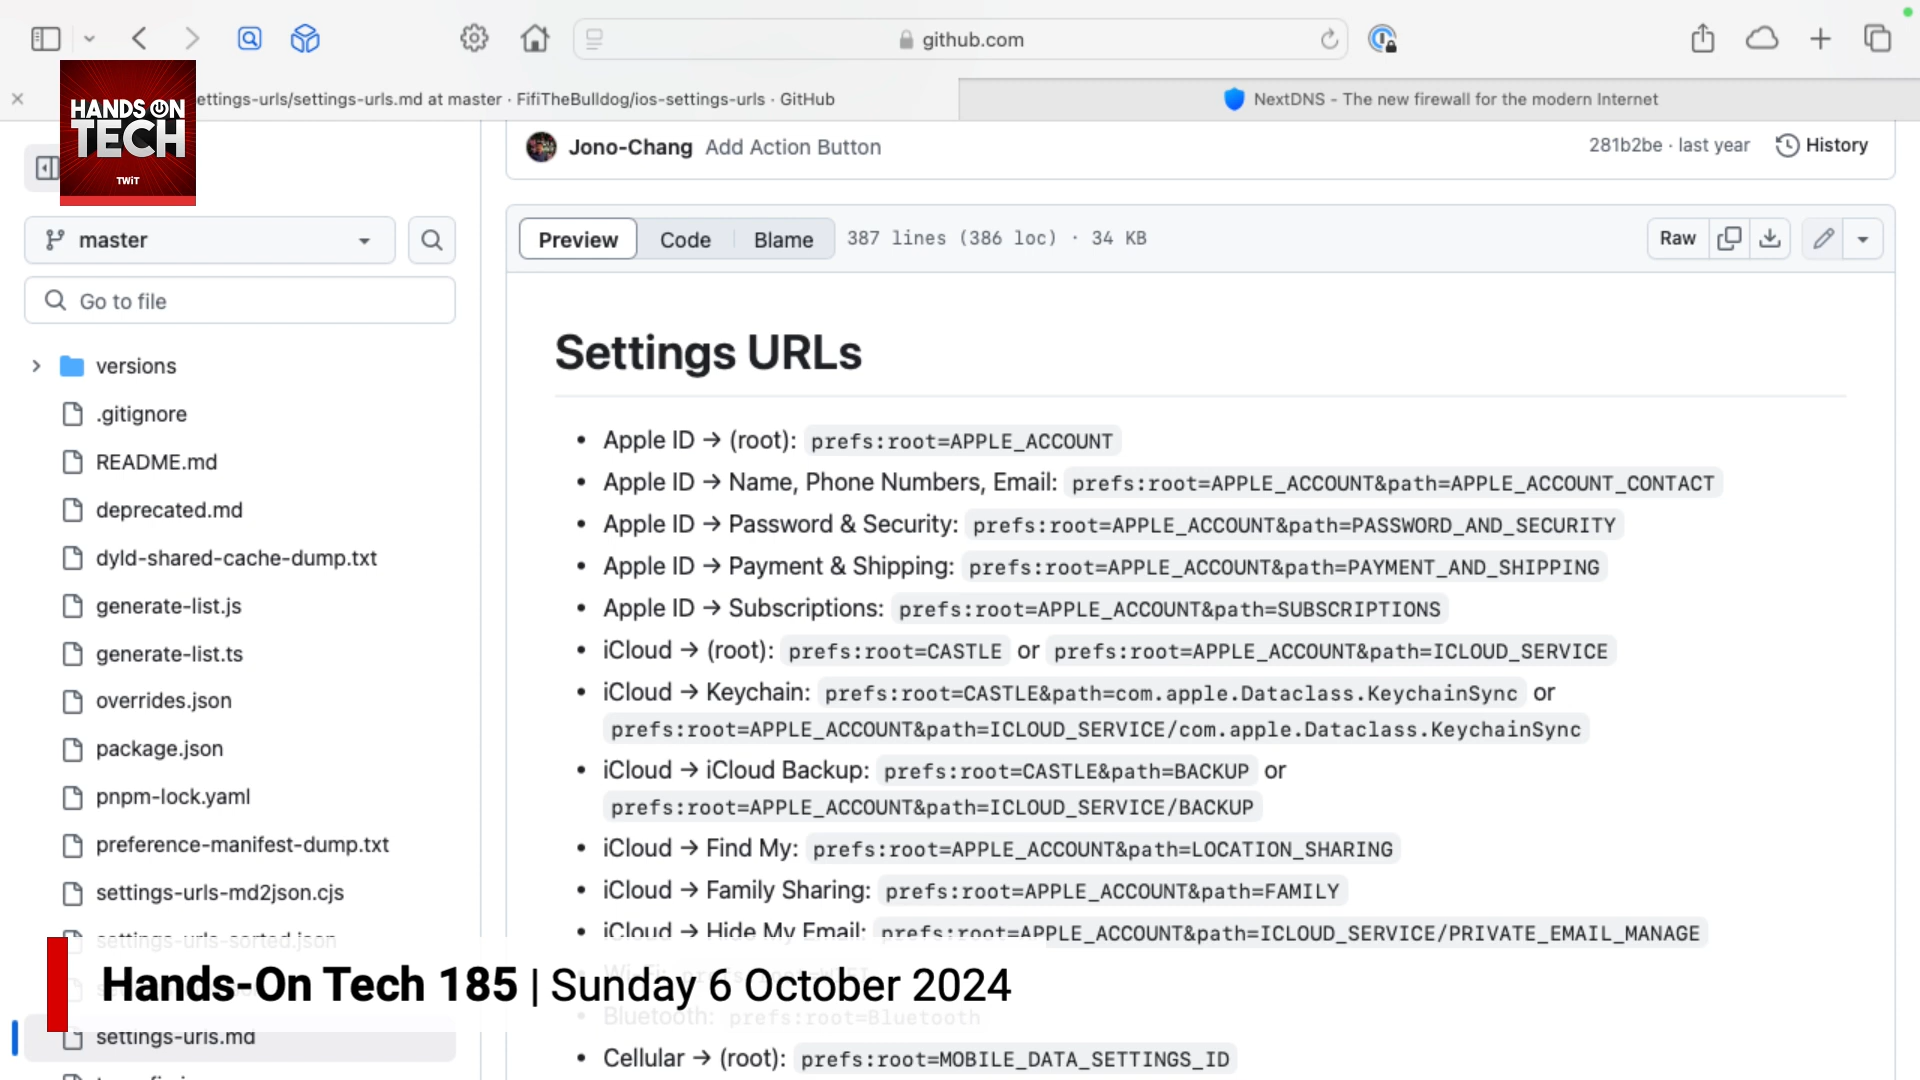 github.com
ettings-urls/settings-urls.md at master · FifiTheBulldog/ios-settings-urls · GitHub
NextDNS - The new firewall for the modern Internet
HANDS ON
TECH
TWiT
Jono-Chang Add Action Button
281b2be · last year
History
master
Go to file
versions
.gitignore
README.md
deprecated.md
dyld-shared-cache-dump.txt
generate-list.js
generate-list.ts
overrides.json
package.json
pnpm-lock.yaml
preference-manifest-dump.txt
settings-urls-md2json.cjs
settings-urls-sorted.json
settings-urls.md
Preview Code Blame 387 lines (386 loc) · 34 KB
Raw
Settings URLs
• Apple ID → (root): prefs:root=APPLE_ACCOUNT
• Apple ID → Name, Phone Numbers, Email: prefs:root=APPLE_ACCOUNT&path=APPLE_ACCOUNT_CONTACT
• Apple ID → Password & Security: prefs:root=APPLE_ACCOUNT&path=PASSWORD_AND_SECURITY
• Apple ID → Payment & Shipping: prefs:root=APPLE_ACCOUNT&path=PAYMENT_AND_SHIPPING
• Apple ID → Subscriptions: prefs:root=APPLE_ACCOUNT&path=SUBSCRIPTIONS
• iCloud → (root): prefs:root=CASTLE or prefs:root=APPLE_ACCOUNT&path=ICLOUD_SERVICE
• iCloud → Keychain: prefs:root=CASTLE&path=com.apple.Dataclass.KeychainSync or
prefs:root=APPLE_ACCOUNT&path=ICLOUD_SERVICE/com.apple.Dataclass.KeychainSync
• iCloud → iCloud Backup: prefs:root=CASTLE&path=BACKUP or
prefs:root=APPLE_ACCOUNT&path=ICLOUD_SERVICE/BACKUP
• iCloud → Find My: prefs:root=APPLE_ACCOUNT&path=LOCATION_SHARING
• iCloud → Family Sharing: prefs:root=APPLE_ACCOUNT&path=FAMILY
• iCloud → Hide My Email: prefs:root=APPLE_ACCOUNT&path=ICLOUD_SERVICE/PRIVATE_EMAIL_MANAGE
• Wi-Fi: prefs:root=WIFI
• Bluetooth: prefs:root=Bluetooth
• Cellular → (root): prefs:root=MOBILE_DATA_SETTINGS_ID
Hands-On Tech 185 | Sunday 6 October 2024